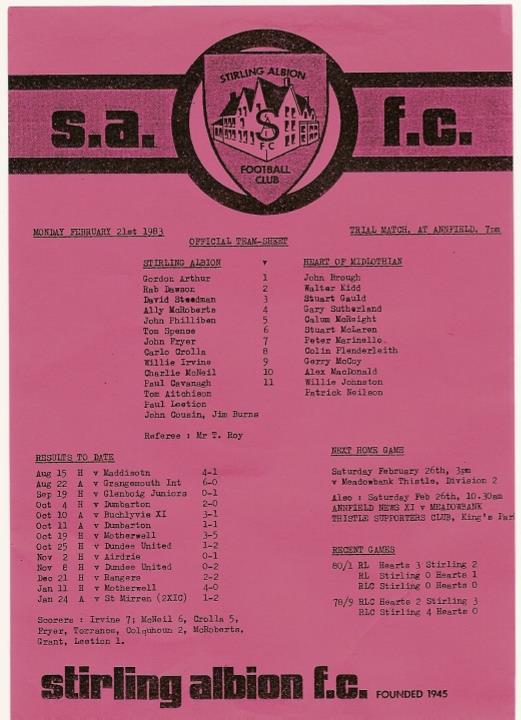 STIRLING ALBION
S
FC
FOOTBALL
CLUB
s.a. f.c.
MONDAY FEBRUARY 21st 1983
TRIAL MATCH. AT ANNFIELD. 7pm
OFFICIAL TEAM-SHEET
STIRLING ALBION v HEART OF MIDLOTHIAN
Gordon Arthur 1 John Brough
Rab Dawson 2 Walter Kidd
David Steedman 3 Stuart Gauld
Ally McRoberts 4 Gary Sutherland
John Philliben 5 Calum McReight
Tom Spence 6 Stuart McLaren
John Fryer 7 Peter Marinello
Carlo Crolla 8 Colin Plenderleith
Willie Irvine 9 Gerry McCoy
Charlie McNeil 10 Alex MacDonald
Paul Cavanagh 11 Willie Johnston
Tom Aitchison Patrick Neilson
Paul Lection
John Cousin, Jim Burns
Referee : Mr T. Roy
RESULTS TO DATE
Aug 15 H v Maddisotn 4-1
Aug 22 A v Grangemouth Int 6-0
Sep 19 H v Glenboig Juniors 0-1
Oct 4 H v Dumbarton 2-0
Oct 10 A v Buchlyvie XI 3-1
Oct 11 A v Dumbarton 1-1
Oct 19 H v Motherwell 3-5
Oct 25 H v Dundee United 1-2
Nov 2 H v Airdrie 0-1
Nov 8 H v Dundee United 0-2
Dec 21 H v Rangers 2-2
Jan 11 H v Motherwell 4-0
Jan 24 A v St Mirren (2XIC) 1-2
Scorers : Irvine 7; McNeil 6, Crolla 5,
Fryer, Torrance, Colquhoun 2, McRoberts,
Grant, Lection 1.
NEXT HOME GAME
Saturday February 26th, 3pm
v Meadowbank Thistle, Division 2
Also : Saturday Feb 26th, 10.30am
ANNFIELD NEWS XI v MEADOWBANK
THISTLE SUPPORTERS CLUB, King's Par
RECENT GAMES
80/1 RL Hearts 3 Stirling 2
RL Stirling 0 Hearts 1
RLC Stirling 0 Hearts 0
78/9 RLC Hearts 2 Stirling 3
RLC Stirling 4 Hearts 0
stirling albion f.c. FOUNDED 1945